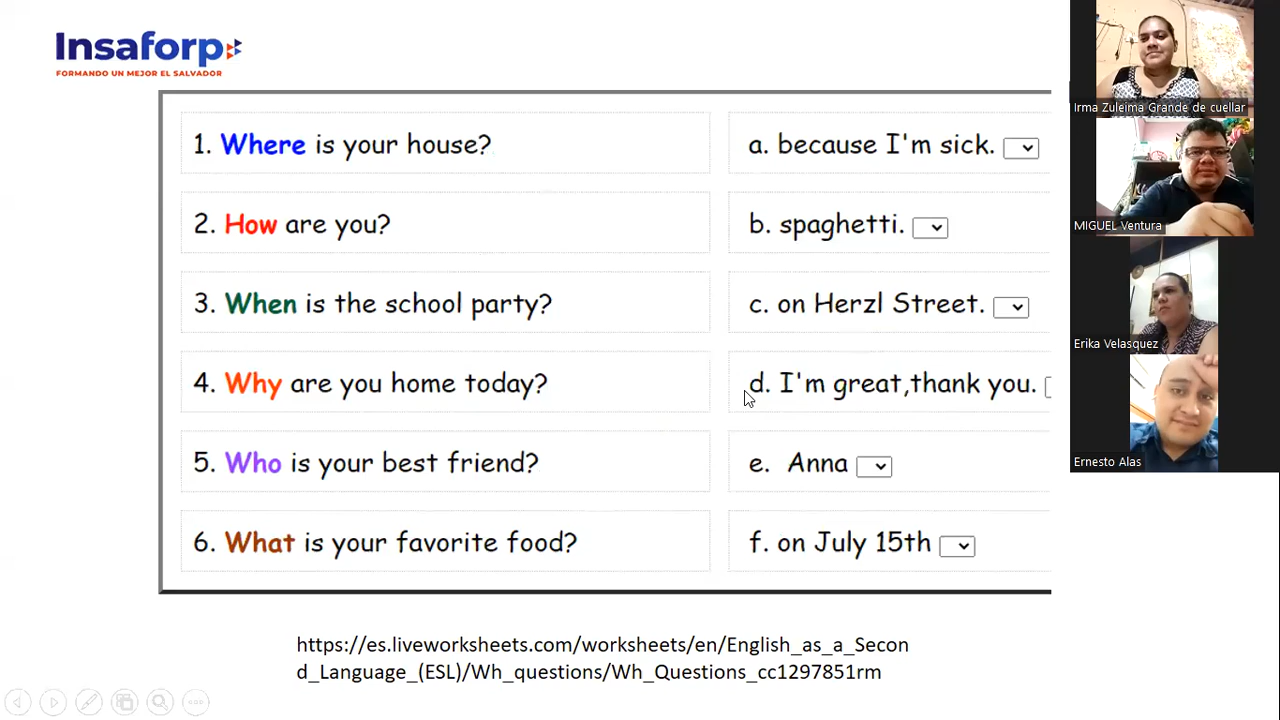 Insaforp
FORMANDO UN MEJOR EL SALVADOR
1. Where is your house?
a. because I'm sick.
2. How are you?
b. spaghetti.
3. When is the school party?
c. on Herzl Street.
4. Why are you home today?
d. I'm great,thank you.
5. Who is your best friend?
e. Anna
6. What is your favorite food?
f. on July 15th
https://es.liveworksheets.com/worksheets/en/English_as_a_Secon
d_Language_(ESL)/Wh_questions/Wh_Questions_cc1297851rm
Irma Zuleima Grande de cuellar
MIGUEL Ventura
Erika Velasquez
Ernesto Alas